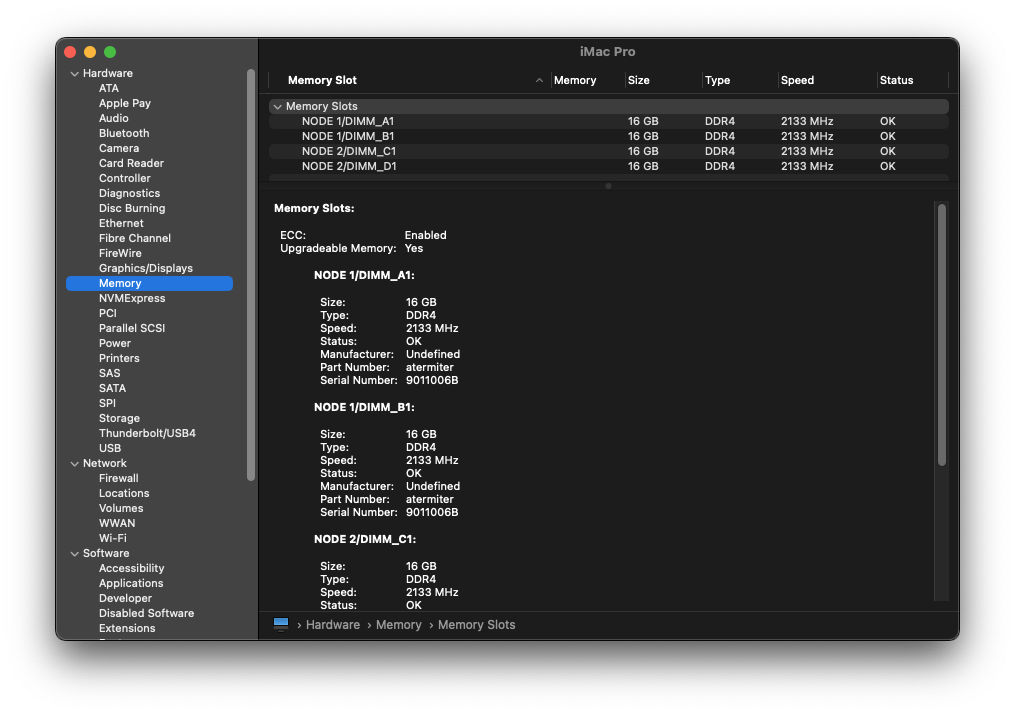 iMac Pro
Hardware
ATA
Apple Pay
Audio
Bluetooth
Camera
Card Reader
Controller
Diagnostics
Disc Burning
Ethernet
Fibre Channel
FireWire
Graphics/Displays
Memory
NVMExpress
PCI
Parallel SCSI
Power
Printers
SAS
SATA
SPI
Storage
Thunderbolt/USB4
USB
Network
Firewall
Locations
Volumes
WWAN
Wi-Fi
Software
Accessibility
Applications
Developer
Disabled Software
Extensions
Memory Slot Memory Size Type Speed Status
Memory Slots
NODE 1/DIMM_A1 16 GB DDR4 2133 MHz OK
NODE 1/DIMM_B1 16 GB DDR4 2133 MHz OK
NODE 2/DIMM_C1 16 GB DDR4 2133 MHz OK
NODE 2/DIMM_D1 16 GB DDR4 2133 MHz OK
Memory Slots:
ECC: Enabled
Upgradeable Memory: Yes
NODE 1/DIMM_A1:
Size: 16 GB
Type: DDR4
Speed: 2133 MHz
Status: OK
Manufacturer: Undefined
Part Number: atermiter
Serial Number: 9011006B
NODE 1/DIMM_B1:
Size: 16 GB
Type: DDR4
Speed: 2133 MHz
Status: OK
Manufacturer: Undefined
Part Number: atermiter
Serial Number: 9011006B
NODE 2/DIMM_C1:
Size: 16 GB
Type: DDR4
Speed: 2133 MHz
Status: OK
› Hardware › Memory › Memory Slots